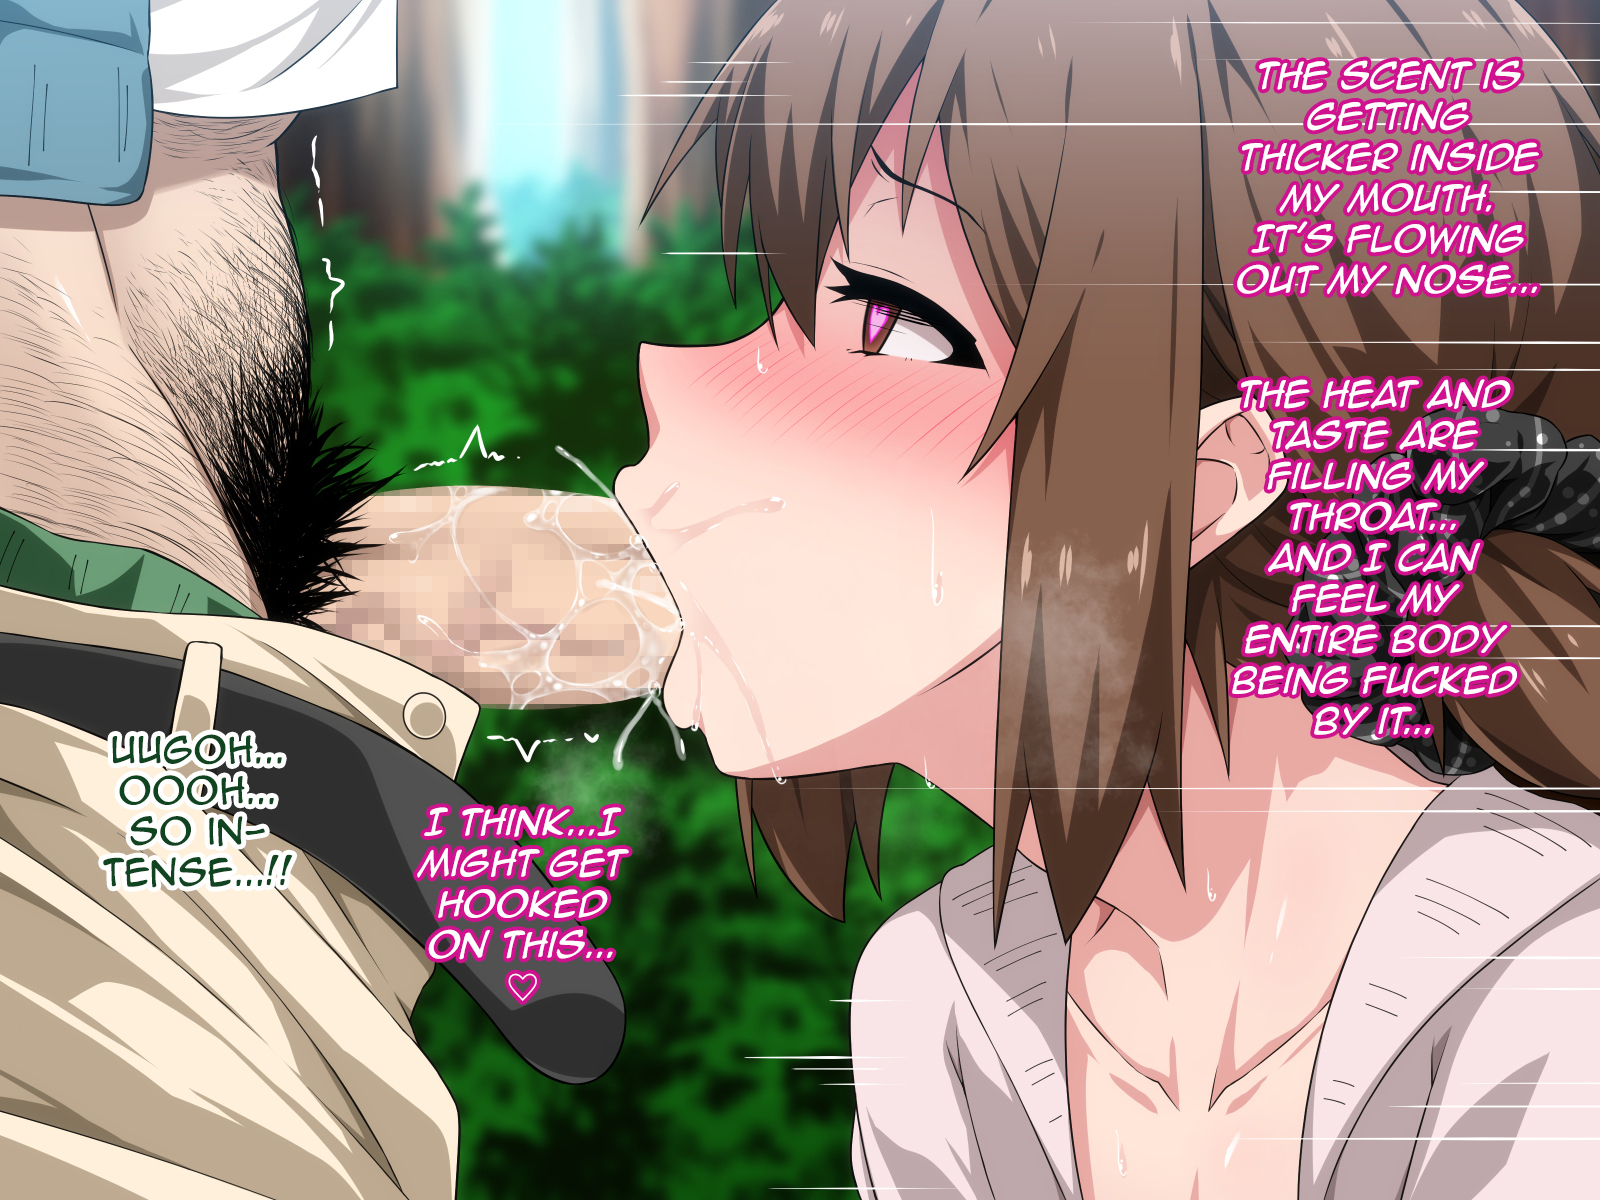 THE SCENT IS
GETTING
THICKER INSIDE
MY MOUTH.
IT'S FLOWING
OUT MY NOSE...
THE HEAT AND
TASTE ARE
FILLING MY
THROAT...
AND I CAN
FEEL MY
ENTIRE BODY
BEING FUCKED
BY IT...
UUGOH...
OOOH...
SO IN-
TENSE...!!
I THINK...I
MIGHT GET
HOOKED
ON THIS...
♡